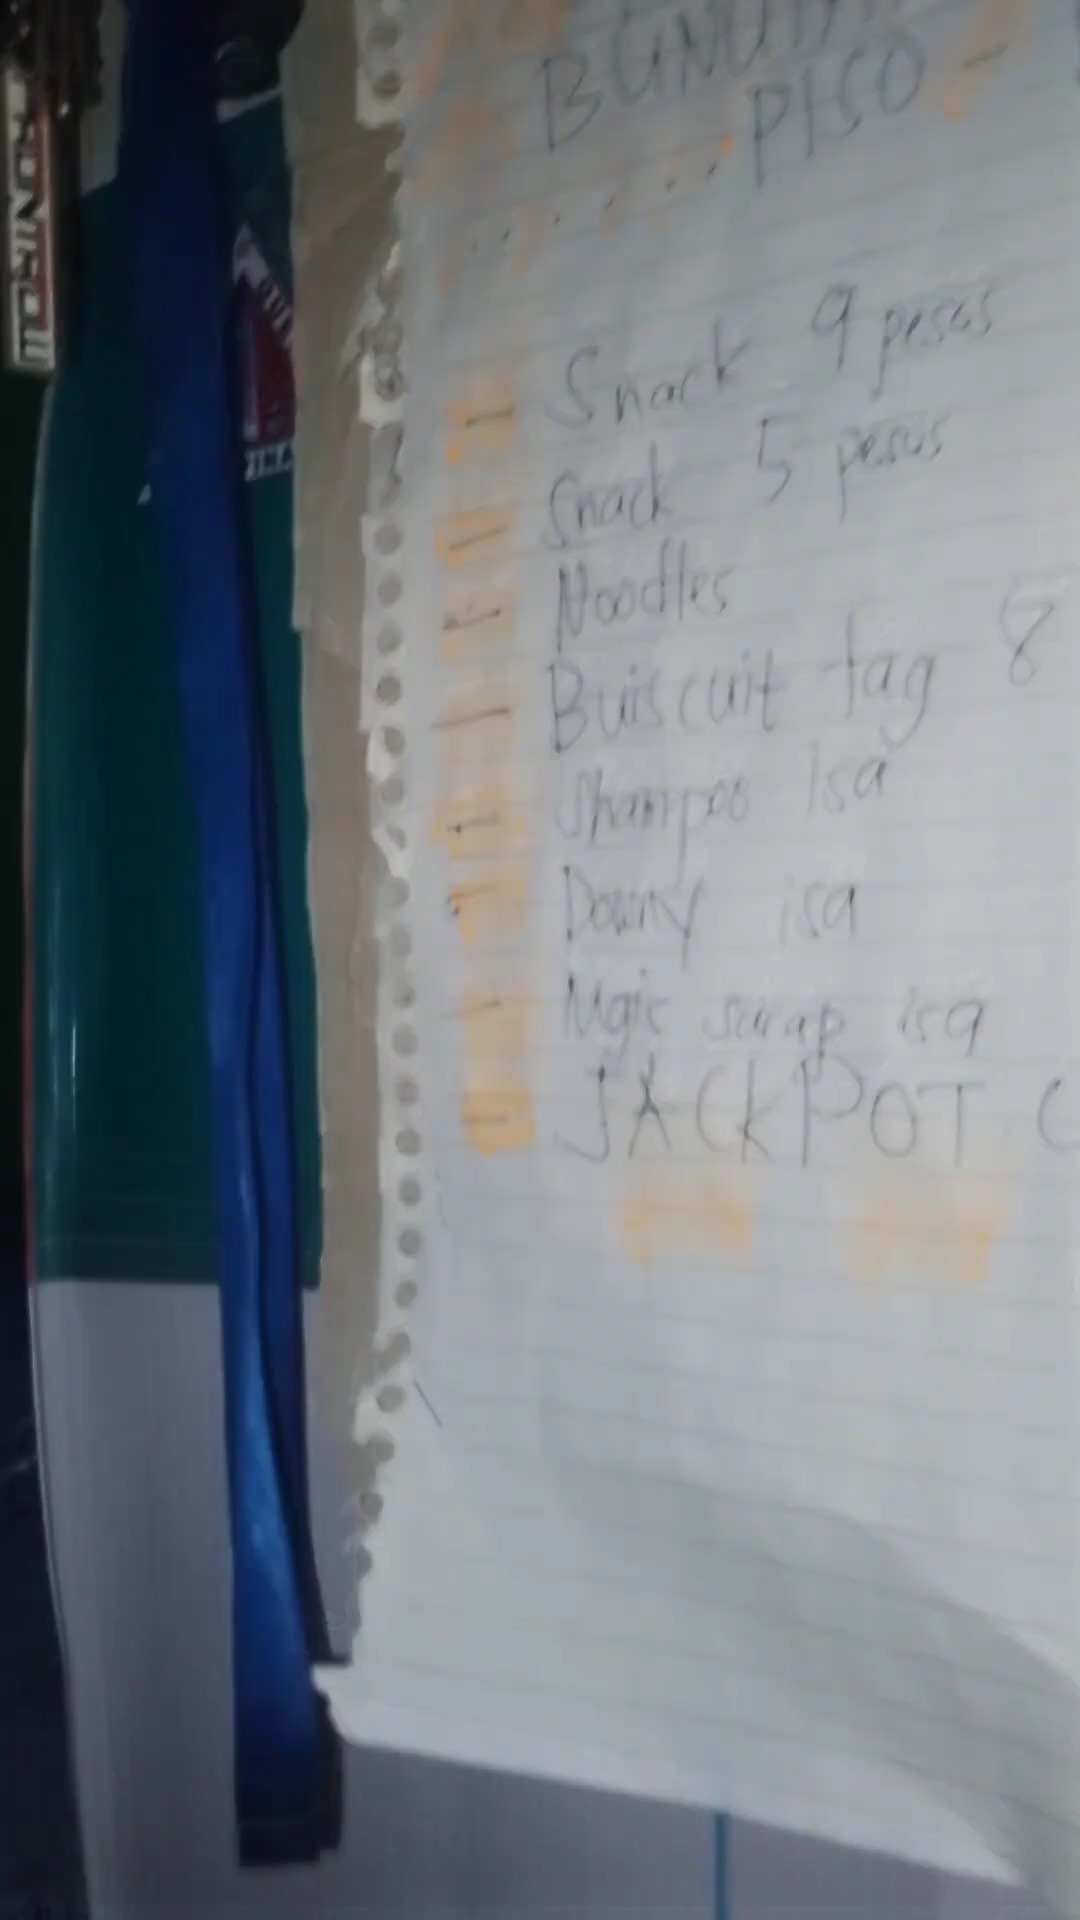 BUNUTAN
PISO -
- Snack 9 pesos
- Snack 5 pesos
- Noodles
- Buiscuit tag 8
- Shampoo isa
- Downy isa
- Mgic sarap isa
- JACKPOT